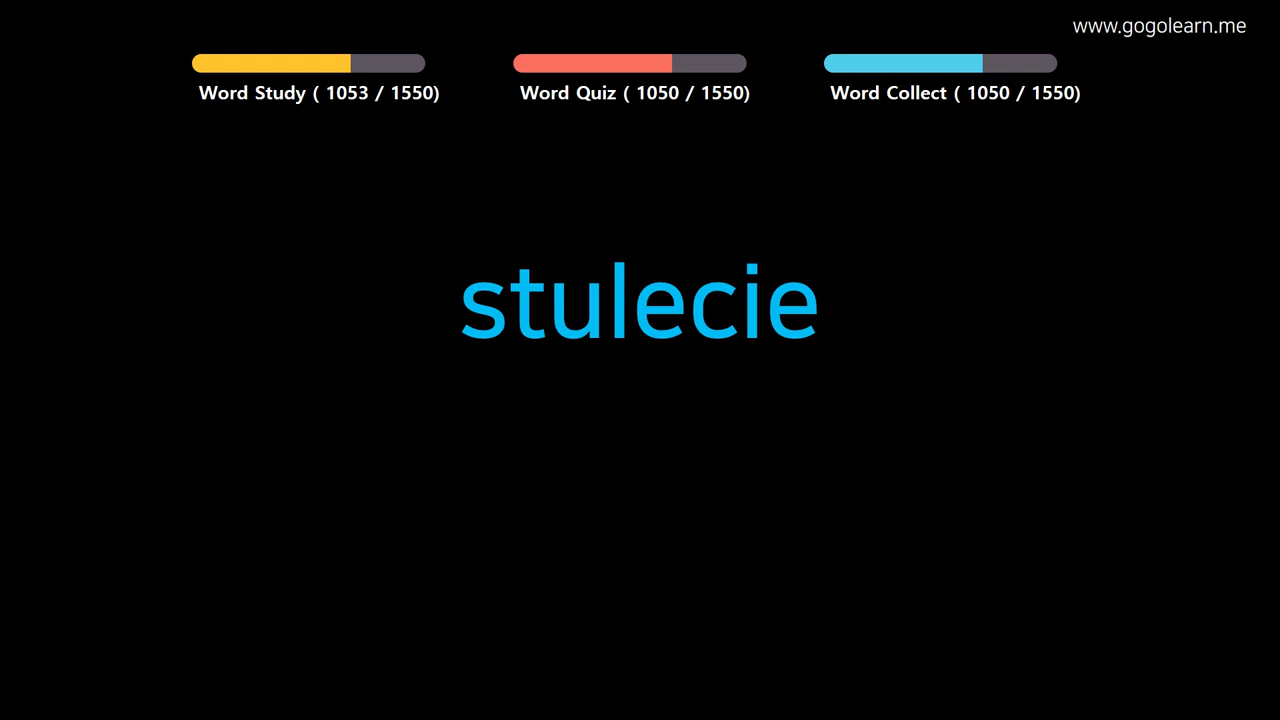 www.gogolearn.me
Word Study ( 1053 / 1550)
Word Quiz ( 1050 / 1550)
Word Collect ( 1050 / 1550)
stulecie